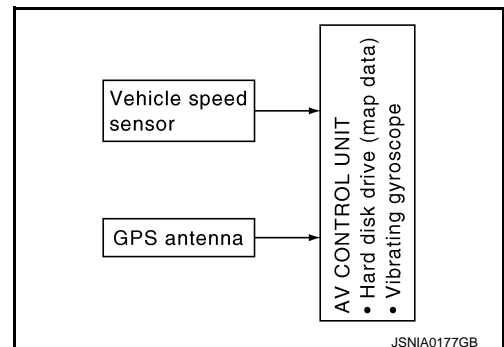 Vehicle speed
sensor
GPS antenna
AV CONTROL UNIT
• Hard disk drive (map data)
• Vibrating gyroscope
JSNIA0177GB